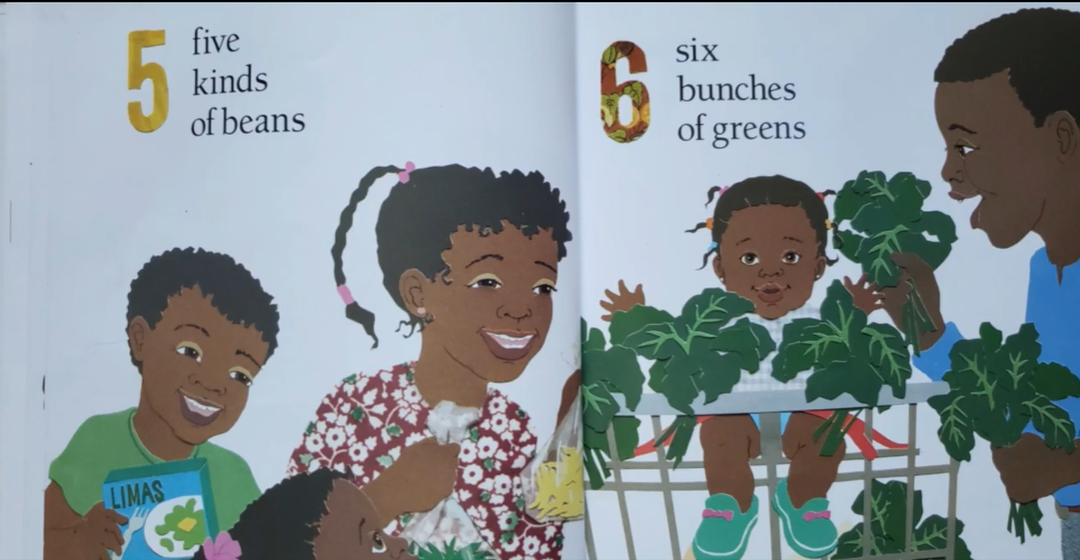 5
five
kinds
of beans
LIMAS
6
six
bunches
of greens